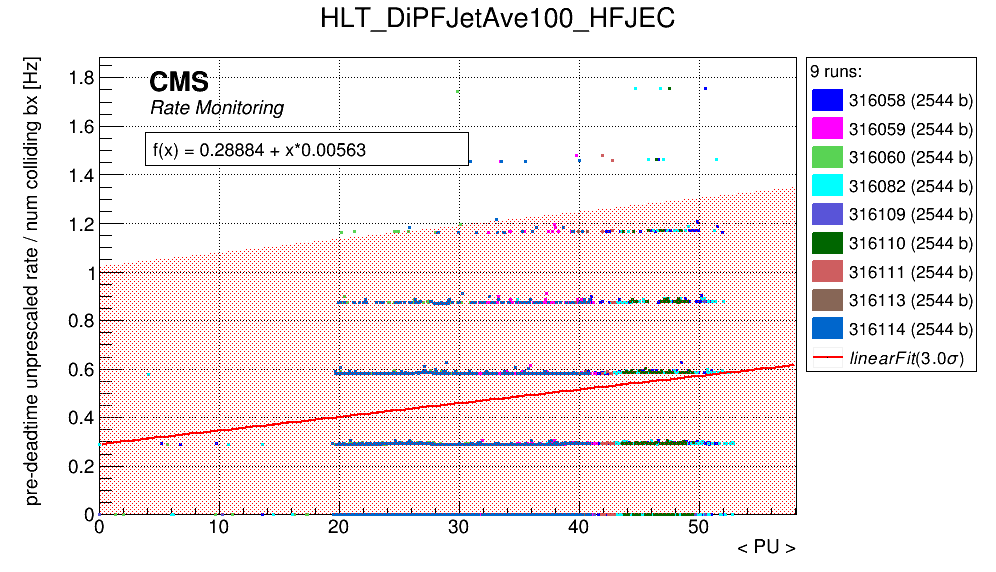 HLT_DiPFJetAve100_HFJEC
pre-deadtime unprescaled rate / num colliding bx [Hz]
CMS
Rate Monitoring
f(x) = 0.28884 + x*0.00563
1.8
1.6
1.4
1.2
1
0.8
0.6
0.4
0.2
0
0 10 20 30 40 50
< PU >
9 runs:
316058 (2544 b)
316059 (2544 b)
316060 (2544 b)
316082 (2544 b)
316109 (2544 b)
316110 (2544 b)
316111 (2544 b)
316113 (2544 b)
316114 (2544 b)
linearFit(3.0σ)